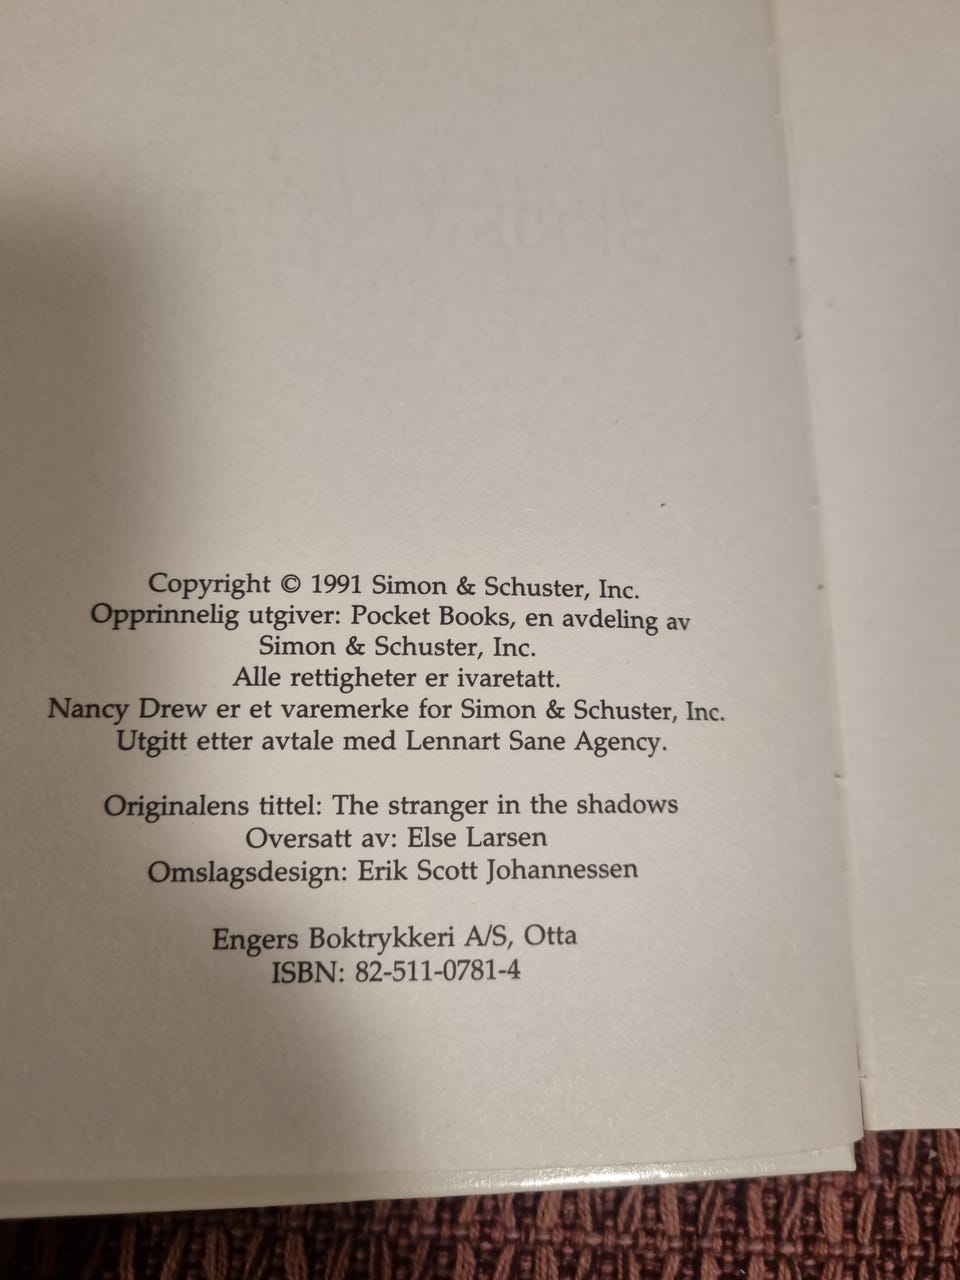 Copyright © 1991 Simon & Schuster, Inc.
Opprinnelig utgiver: Pocket Books, en avdeling av
Simon & Schuster, Inc.
Alle rettigheter er ivaretatt.
Nancy Drew er et varemerke for Simon & Schuster, Inc.
Utgitt etter avtale med Lennart Sane Agency.
Originalens tittel: The stranger in the shadows
Oversatt av: Else Larsen
Omslagsdesign: Erik Scott Johannessen
Engers Boktrykkeri A/S, Otta
ISBN: 82-511-0781-4